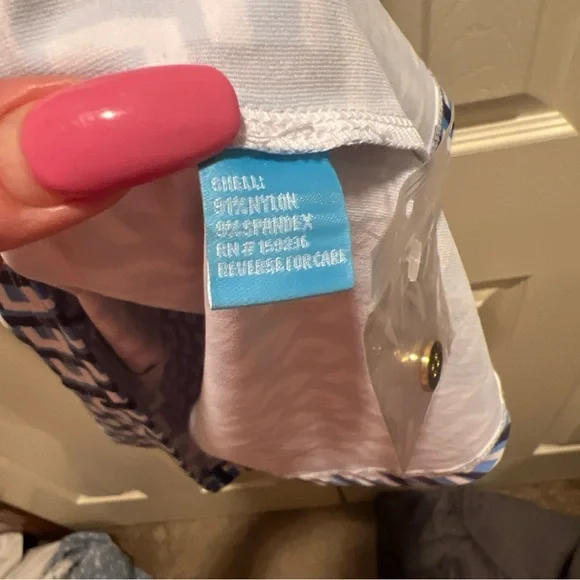 SHELL:
91% NYLON
9% SPANDEX
RN # 159236
REVERSE FOR CARE